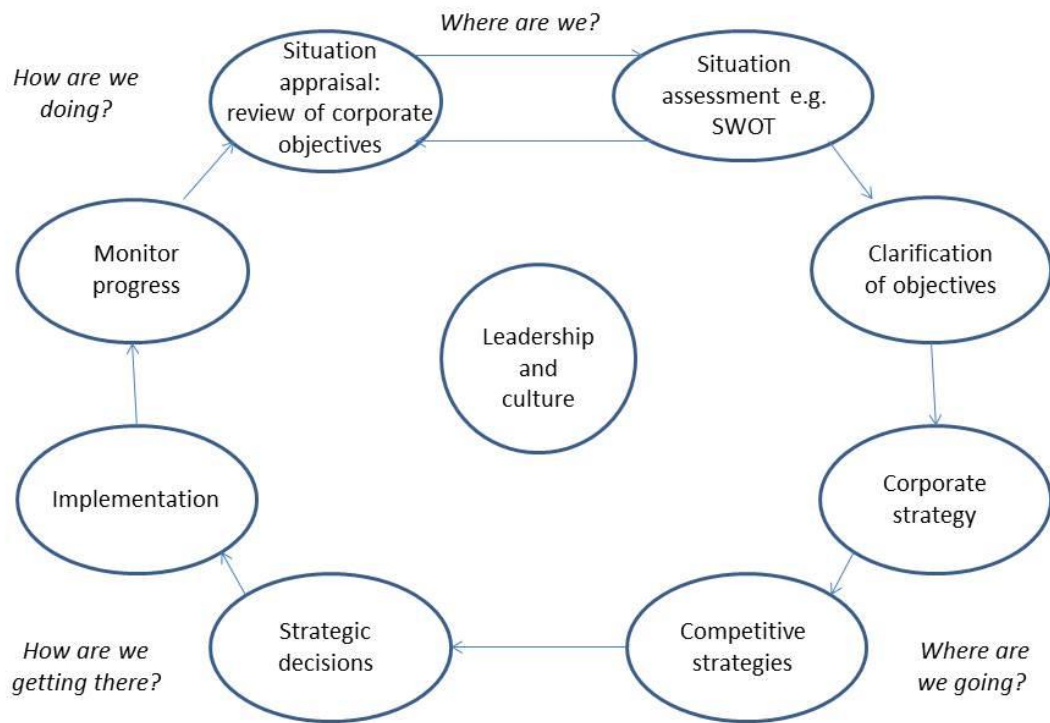 Where are we?
How are we
doing?
Situation
appraisal:
review of corporate
objectives
Situation
assessment e.g.
SWOT
Monitor
progress
Clarification
of objectives
Leadership
and
culture
Implementation
Corporate
strategy
Strategic
decisions
Competitive
strategies
How are we
getting there?
Where are
we going?